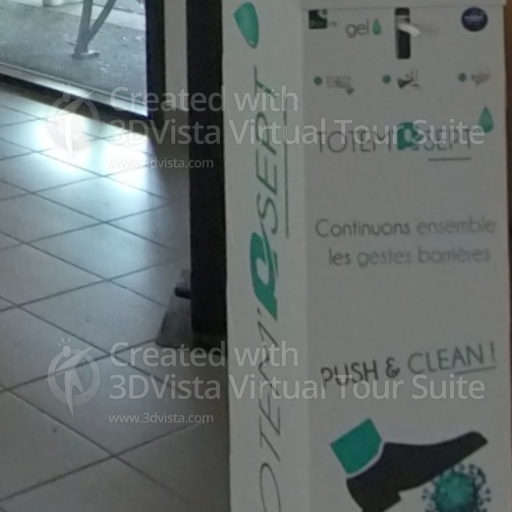 gel
TOTEM'SEPT
Continuons ensemble
les gestes barrières
PUSH & CLEAN !
TOTEM'SEPT
Created with
3DVista Virtual Tour Suite
www.3dvista.com
Created with
3DVista Virtual Tour Suite
www.3dvista.com